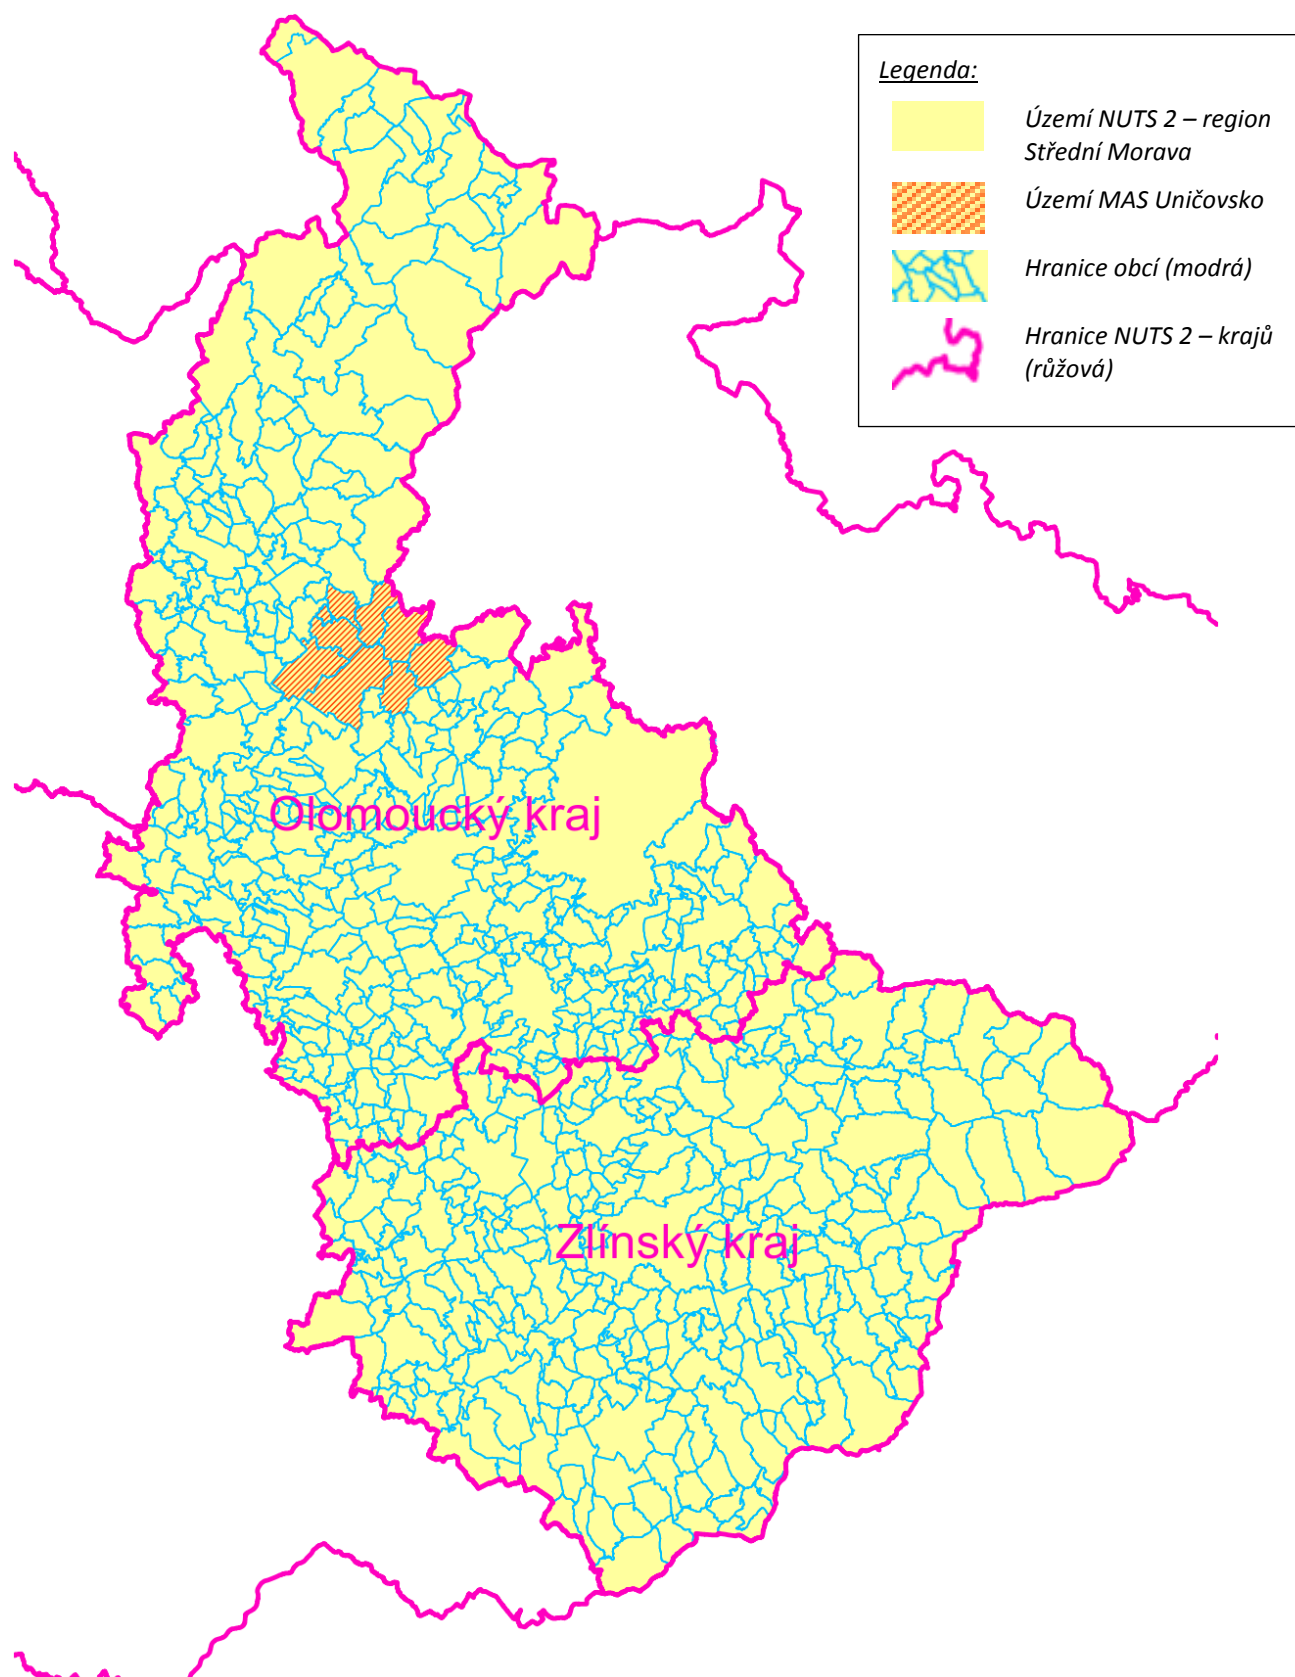 Legenda:
Území NUTS 2 – region
Střední Morava
Území MAS Uničovsko
Hranice obcí (modrá)
Hranice NUTS 2 – krajů
(růžová)
Olomoucký kraj
Zlínský kraj